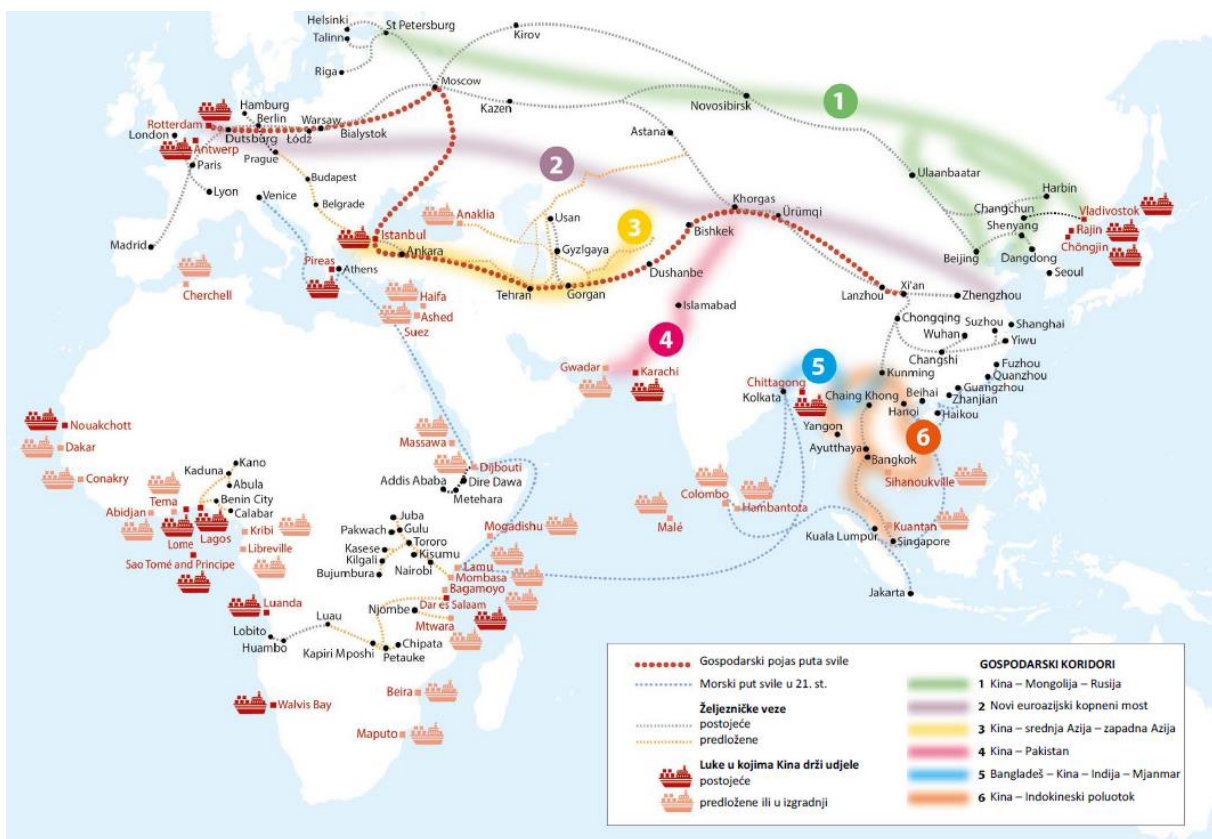 Helsinki
St Petersburg
Talinn
Kirov
Riga
Moscow
1
Novosibirsk
Kazen
Hamburg
Berlin
Warsaw
Rotterdam
London
Dutsburg
Łódź
Bialystok
Astana
Antwerp
Paris
Prague
2
Ulaanbaatar
Budapest
Lyon
Venice
Belgrade
Harbin
Khorgas
Ürümqi
Changchun
Vladivostok
Anaklia
Usan
3
Shenyang
Rajin
Istanbul
Bishkek
Chöngjin
Madrid
Ankara
Gyzlgaya
Beijing
Dangdong
Pireas
Athens
Dushanbe
Seoul
Cherchell
Tehran
Gorgan
Lanzhou
Xi'an
Zhengzhou
Haifa
Islamabad
Ashed
Chongqing
Suzhou
Shanghai
Suez
Wuhan
Yiwu
4
Changshi
Fuzhou
Gwadar
Karachi
5
Kunming
Quanzhou
Chittagong
Guangzhou
Kolkata
Chaing Khong
Beihai
Zhanjian
Hanoi
Haikou
Nouakchott
Yangon
6
Massawa
Ayutthaya
Dakar
Bangkok
Kano
Djibouti
Kaduna
Addis Ababa
Dire Dawa
Sihanoukville
Conakry
Abula
Metehara
Colombo
Tema
Benin City
Hambantota
Abidjan
Calabar
Juba
Malé
Kuantan
Pakwach
Gulu
Mogadishu
Lome
Lagos
Kribi
Kuala Lumpur
Singapore
Libreville
Kasese
Tororo
Sao Tomé and Principe
Kilgali
Kisumu
Lamu
Bujumbura
Nairobi
Mombasa
Bagamoyo
Jakarta
Luanda
Njombe
Dar es Salaam
Luau
Mtwara
Lobito
Huambo
Chipata
Kapiri Mposhi
Petauke
Beira
Walvis Bay
Maputo
Gospodarski pojas puta svile
Morski put svile u 21. st.
Željezničke veze
postojeće
predložene
Luke u kojima Kina drži udjele
postojeće
predložene ili u izgradnji
GOSPODARSKI KORIDORI
1 Kina – Mongolija – Rusija
2 Novi euroazijski kopneni most
3 Kina – srednja Azija – zapadna Azija
4 Kina – Pakistan
5 Bangladeš – Kina – Indija – Mjanmar
6 Kina – Indokineski poluotok